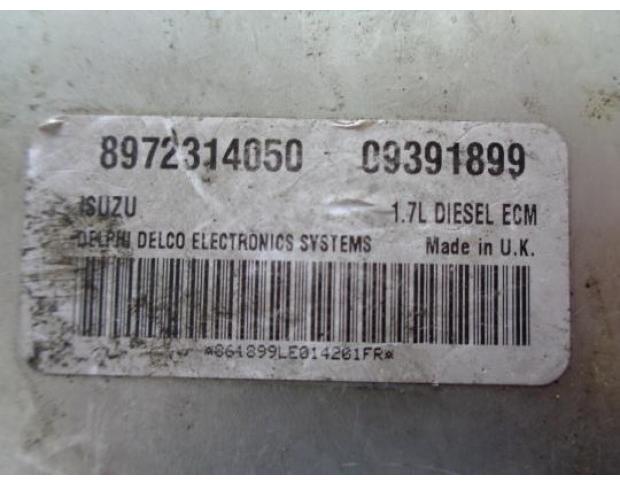 8972314050 09391899
ISUZU 1.7L DIESEL ECM
DELPHI DELCO ELECTRONICS SYSTEMS Made in U.K.
*861899LE014201FR*